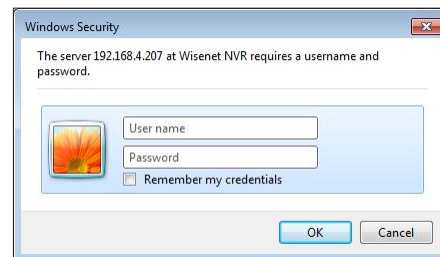 Windows Security
The server 192.168.4.207 at Wisenet NVR requires a username and
password.
User name
Password
Remember my credentials
OK Cancel